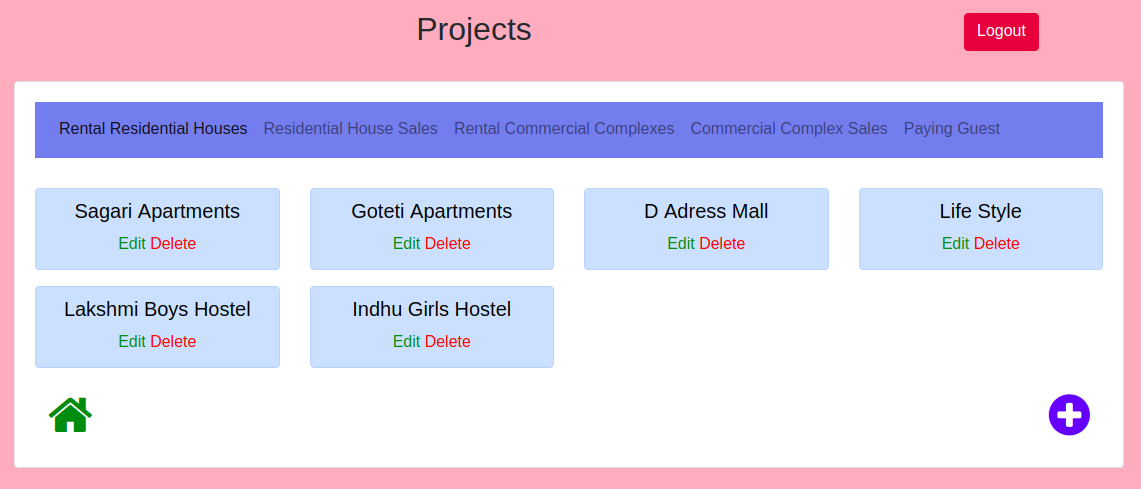 Projects
Logout
Rental Residential Houses Residential House Sales Rental Commercial Complexes Commercial Complex Sales Paying Guest
Sagari Apartments
Edit Delete
Goteti Apartments
Edit Delete
D Adress Mall
Edit Delete
Life Style
Edit Delete
Lakshmi Boys Hostel
Edit Delete
Indhu Girls Hostel
Edit Delete